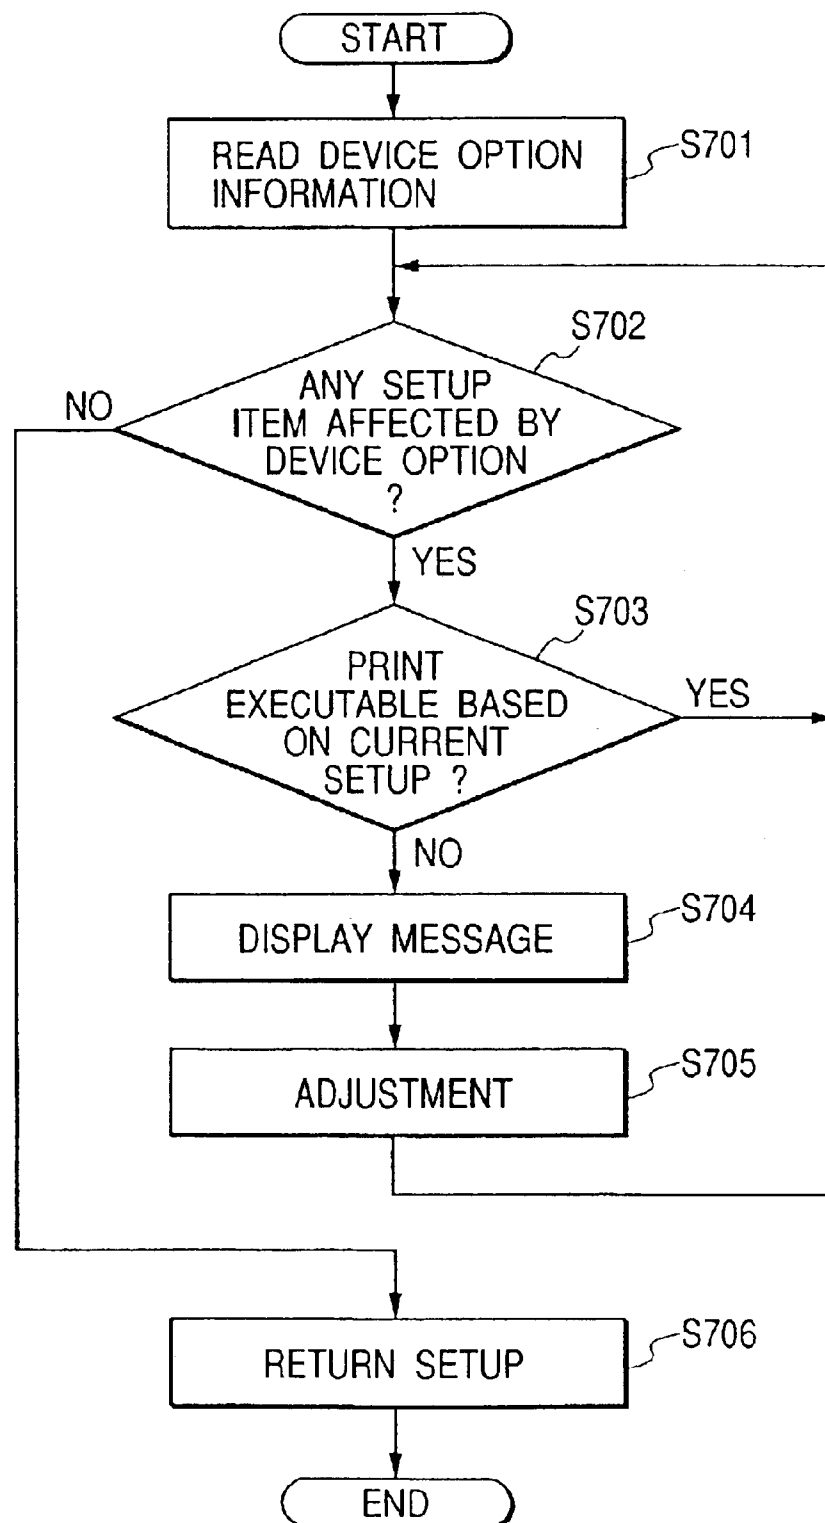 START
READ DEVICE OPTION
INFORMATION
S701
S702
ANY SETUP
ITEM AFFECTED BY
DEVICE OPTION
?
NO
YES
S703
PRINT
EXECUTABLE BASED
ON CURRENT
SETUP ?
YES
NO
S704
DISPLAY MESSAGE
S705
ADJUSTMENT
S706
RETURN SETUP
END